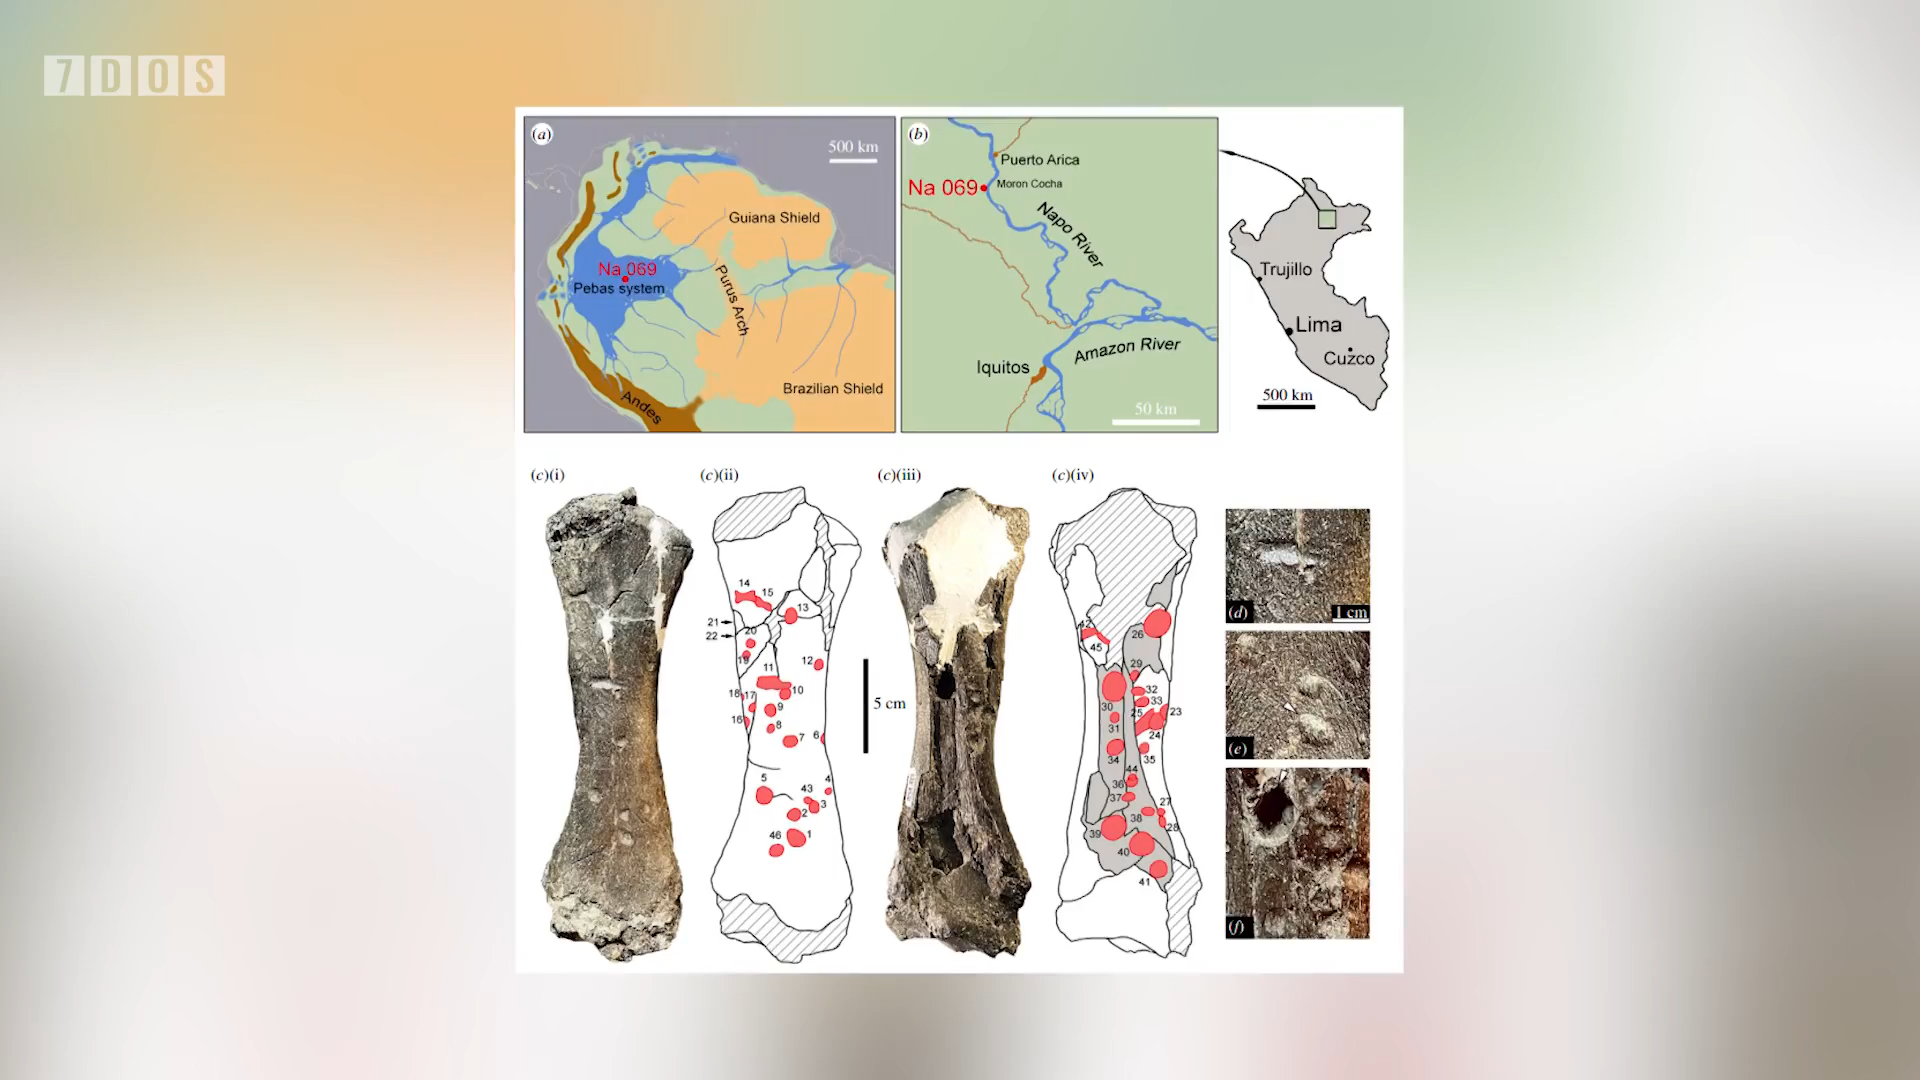 7DOS
(a)
500 km
Guiana Shield
Na 069
Pebas system
Purus Arch
Brazilian Shield
Andes
(b)
Puerto Arica
Na 069
Moron Cocha
Napo River
Amazon River
Iquitos
50 km
Trujillo
Lima
Cuzco
500 km
(c)(i)
(c)(ii)
14
15
13
21
22
20
19
12
11
10
18
17
9
16
8
7
6
5
4
43
3
2
46
1
5 cm
(c)(iii)
(c)(iv)
42
45
26
29
32
33
30
25
23
31
24
34
35
44
36
37
27
38
28
39
40
41
(d)
1 cm
(e)
(f)